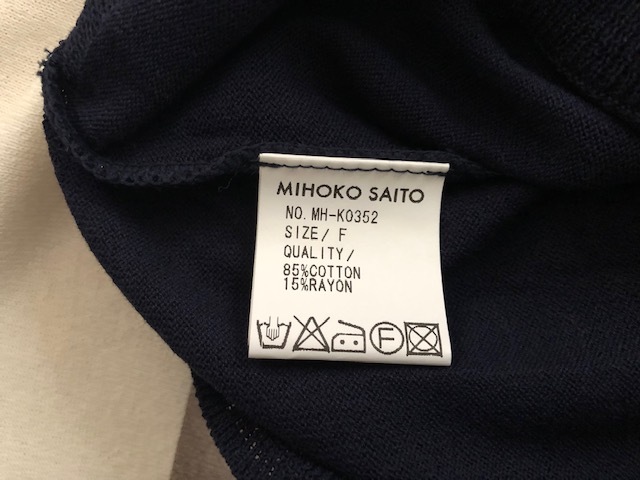 MIHOKO SAITO
NO. MH-K0352
SIZE/ F
QUALITY/
85%COTTON
15%RAYON
F